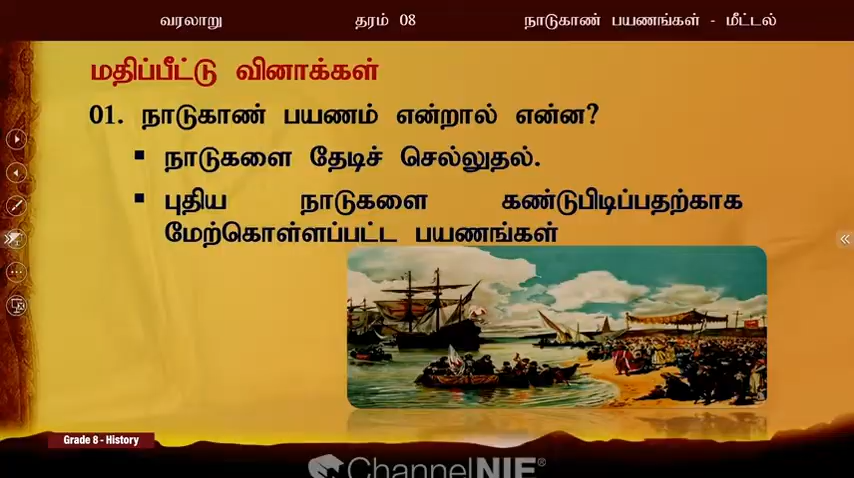 வரலாறு தரம் 08 நாடுகாண் பயணங்கள் - மீட்டல்
மதிப்பீட்டு வினாக்கள்
01. நாடுகாண் பயணம் என்றால் என்ன?
▪ நாடுகளை தேடிச் செல்லுதல்.
▪ புதிய நாடுகளை கண்டுபிடிப்பதற்காக
மேற்கொள்ளப்பட்ட பயணங்கள்
Grade 8 - History
ChannelNIE®